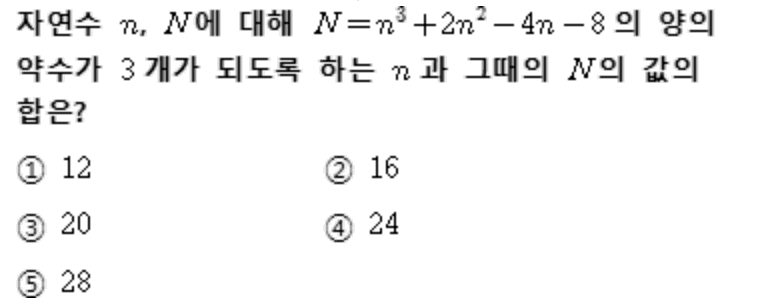 자연수 n, N에 대해 N=n³+2n²-4n-8의 양의
약수가 3개가 되도록 하는 n과 그때의 N의 값의
합은?
① 12 ② 16
③ 20 ④ 24
⑤ 28